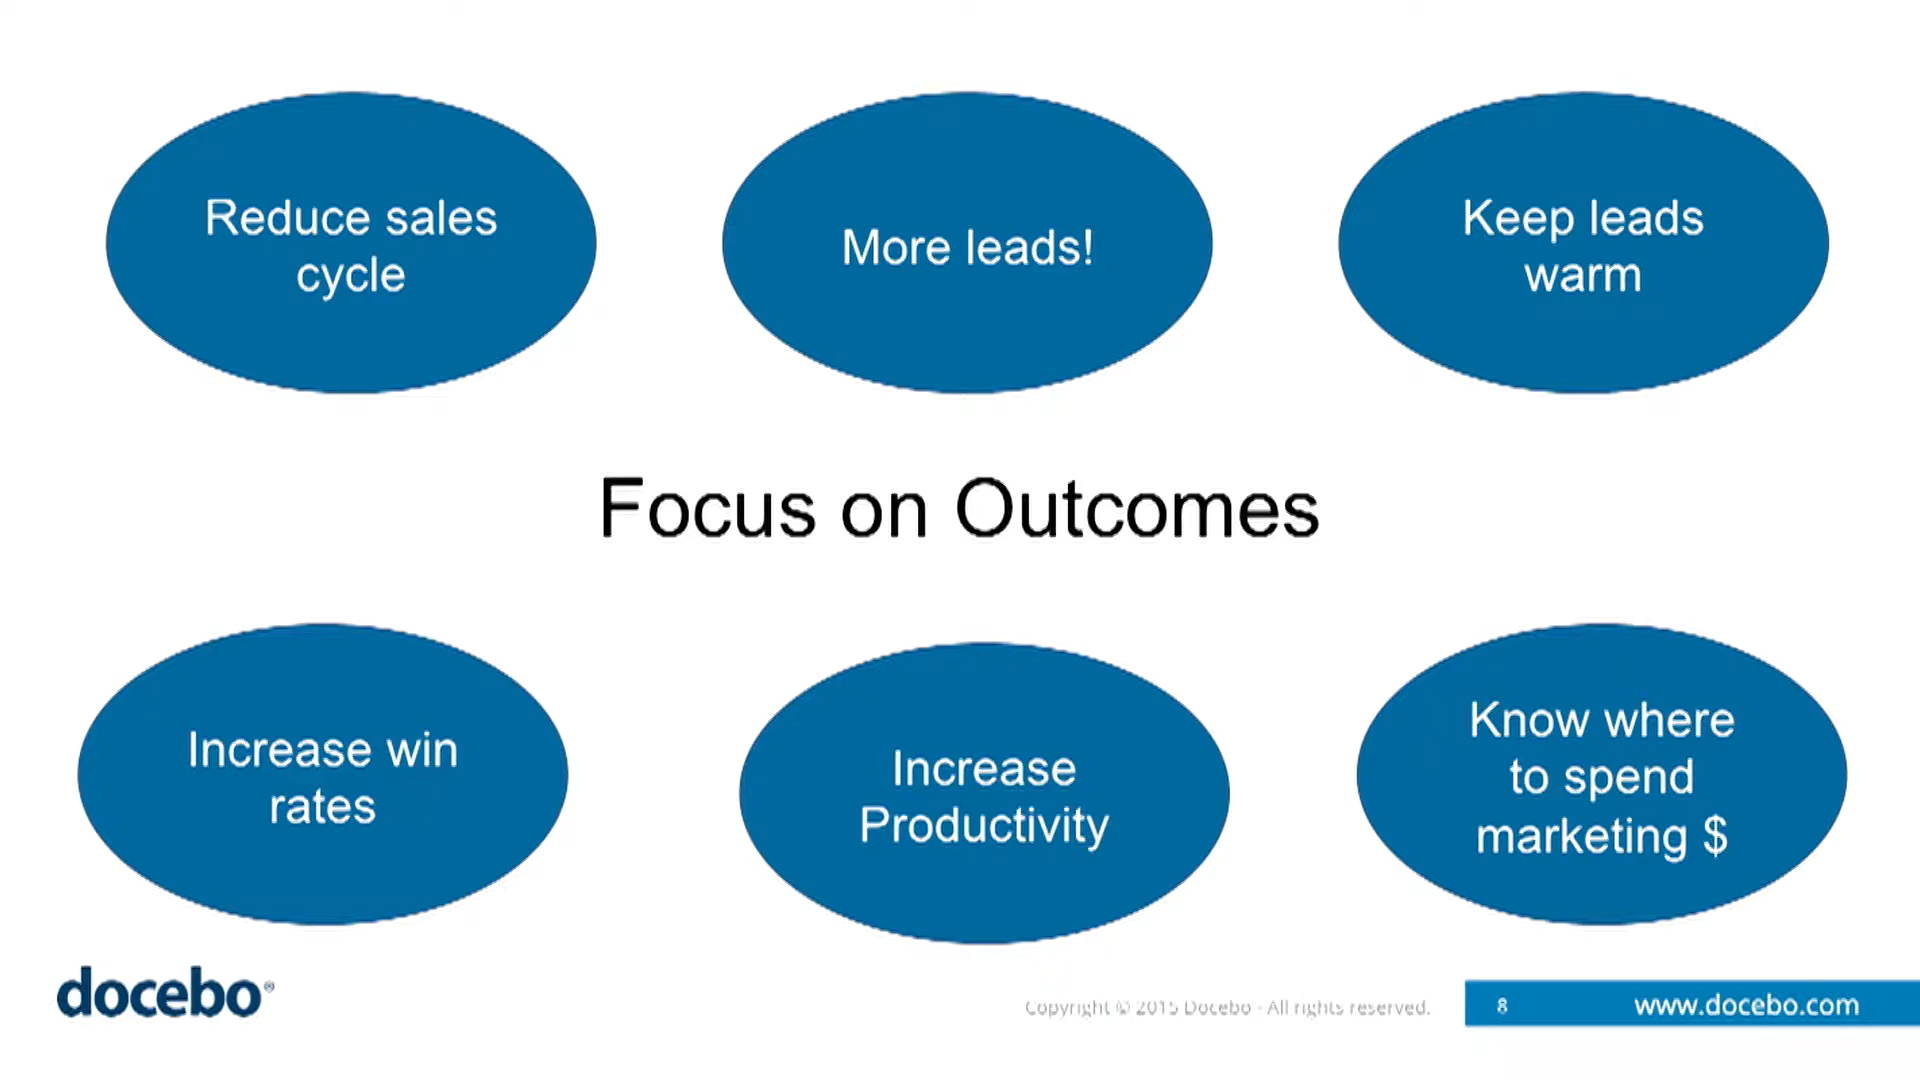 Reduce sales
cycle
More leads!
Keep leads
warm
Focus on Outcomes
Increase win
rates
Increase
Productivity
Know where
to spend
marketing $
docebo®
Copyright © 2015 Docebo - All rights reserved.
8
www.docebo.com